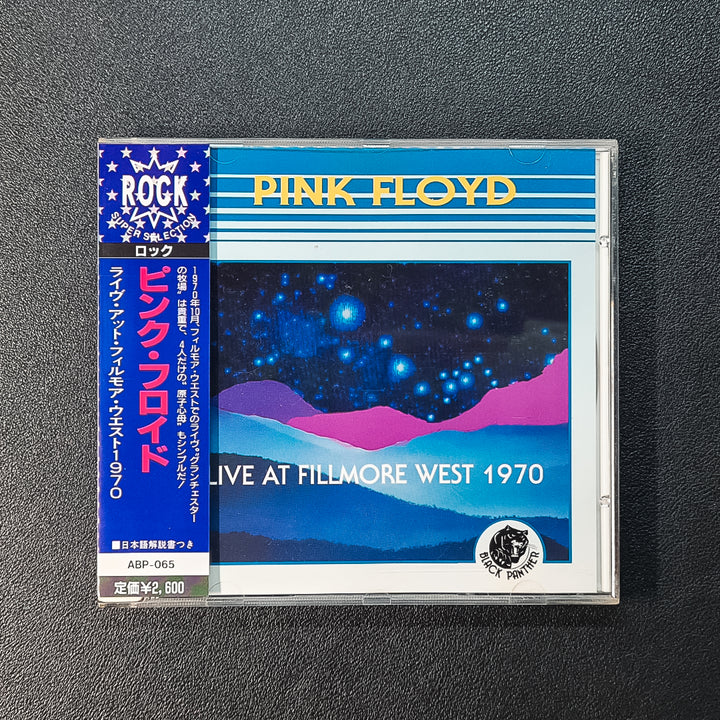 ROCK
SUPER SELECTION
ロック
ピンク・フロイド
ライヴ・アット・フィルモア・ウエスト1970
1970年10月、フィルモア・ウエストでのライヴ。"グランチェスター
の牧場"は貴重で、4人だけの"原子心母"もシンプルだ!
■日本語解説書つき
ABP-065
定価¥2,600
PINK FLOYD
LIVE AT FILLMORE WEST 1970
BLACK PANTHER